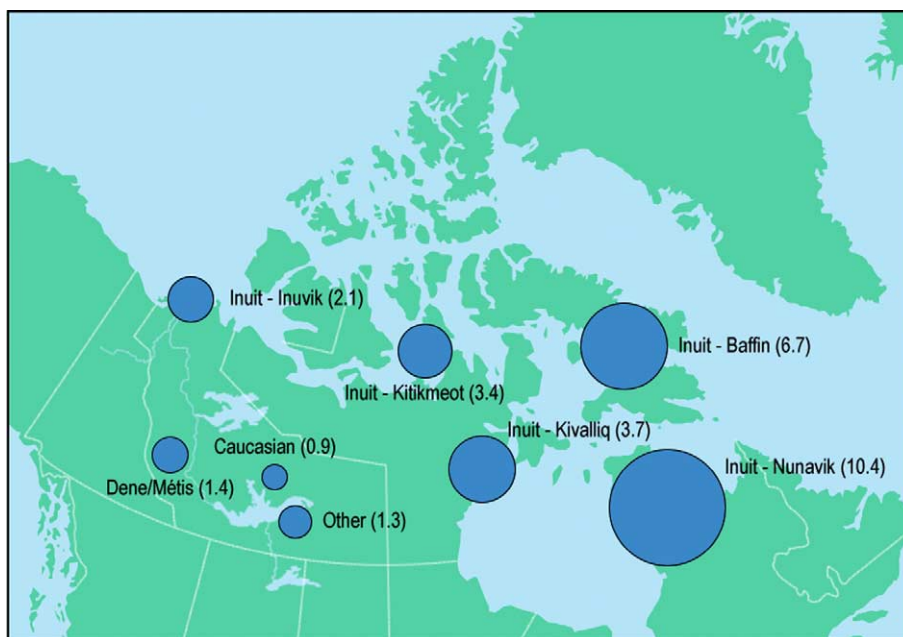 Inuit - Inuvik (2.1)
Inuit - Baffin (6.7)
Inuit - Kitikmeot (3.4)
Inuit - Kivalliq (3.7)
Caucasian (0.9)
Inuit - Nunavik (10.4)
Dene/Métis (1.4)
Other (1.3)